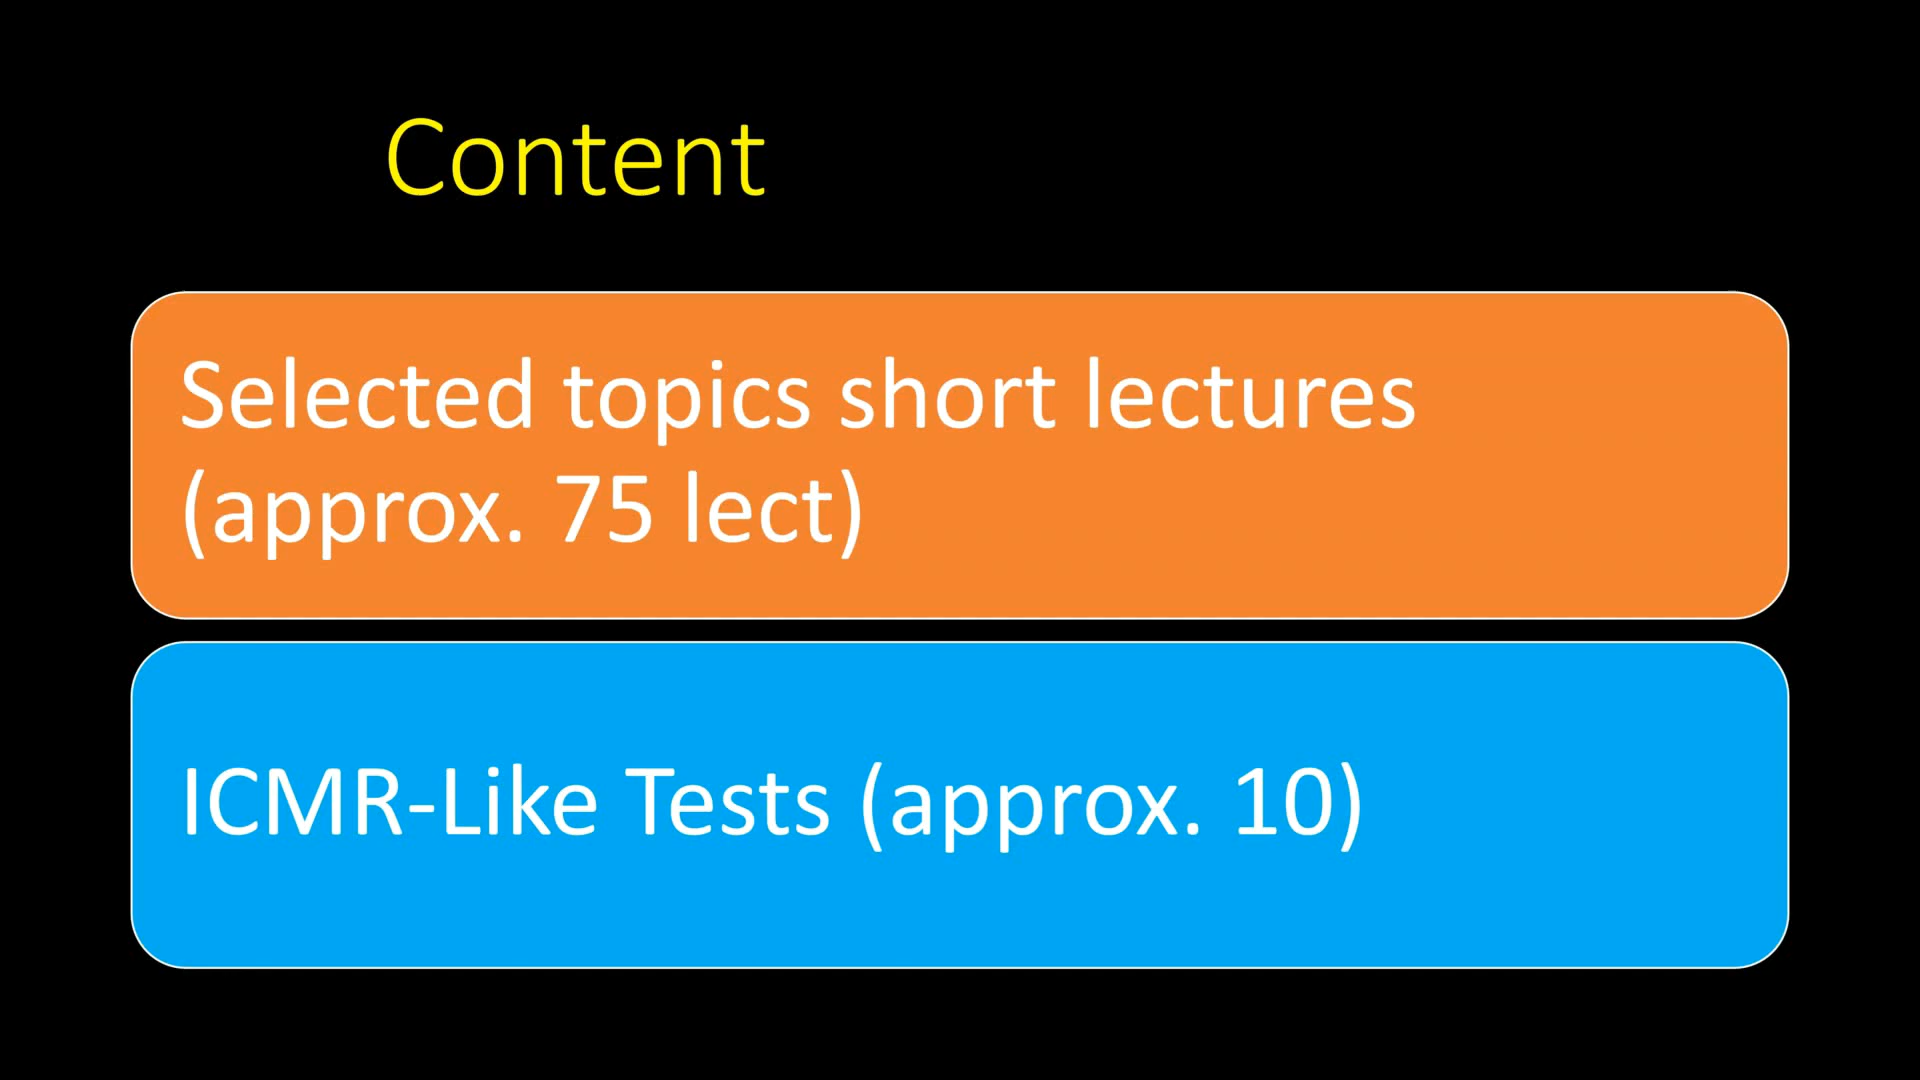 Content
Selected topics short lectures
(approx. 75 lect)
ICMR-Like Tests (approx. 10)